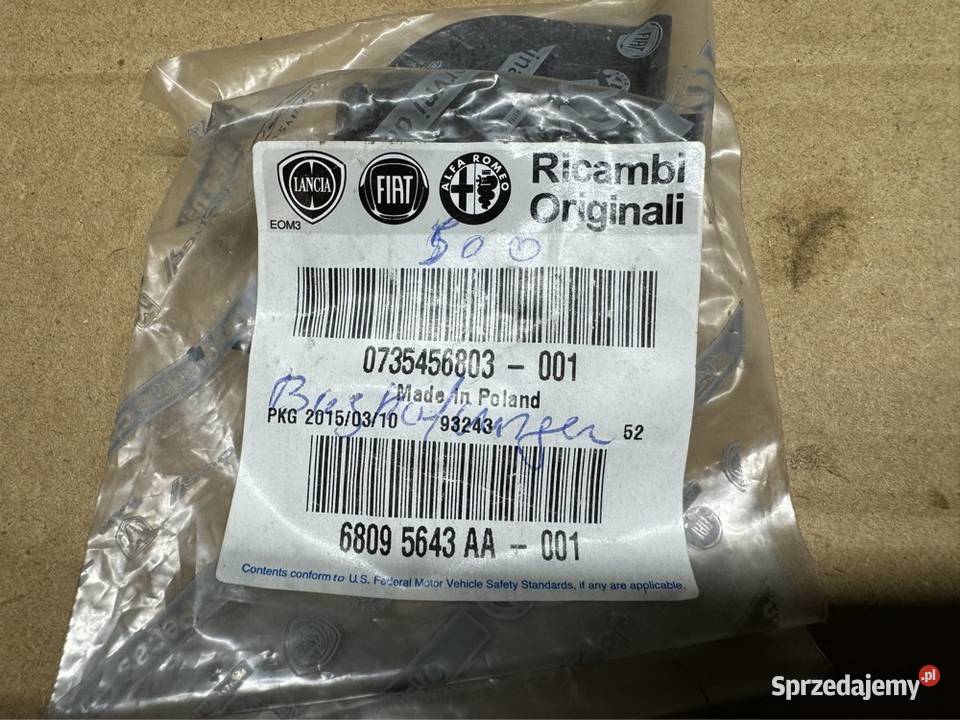 LANCIA
FIAT
ALFA ROMEO
Ricambi
Originali
EOM3
500
0735456803 - 001
Made in Poland
PKG 2015/03/10 93243 52
6809 5643 AA - 001
Contents conform to U.S. Federal Motor Vehicle Safety Standards, if any are applicable.
FIAT
Sprzedajemy.pl